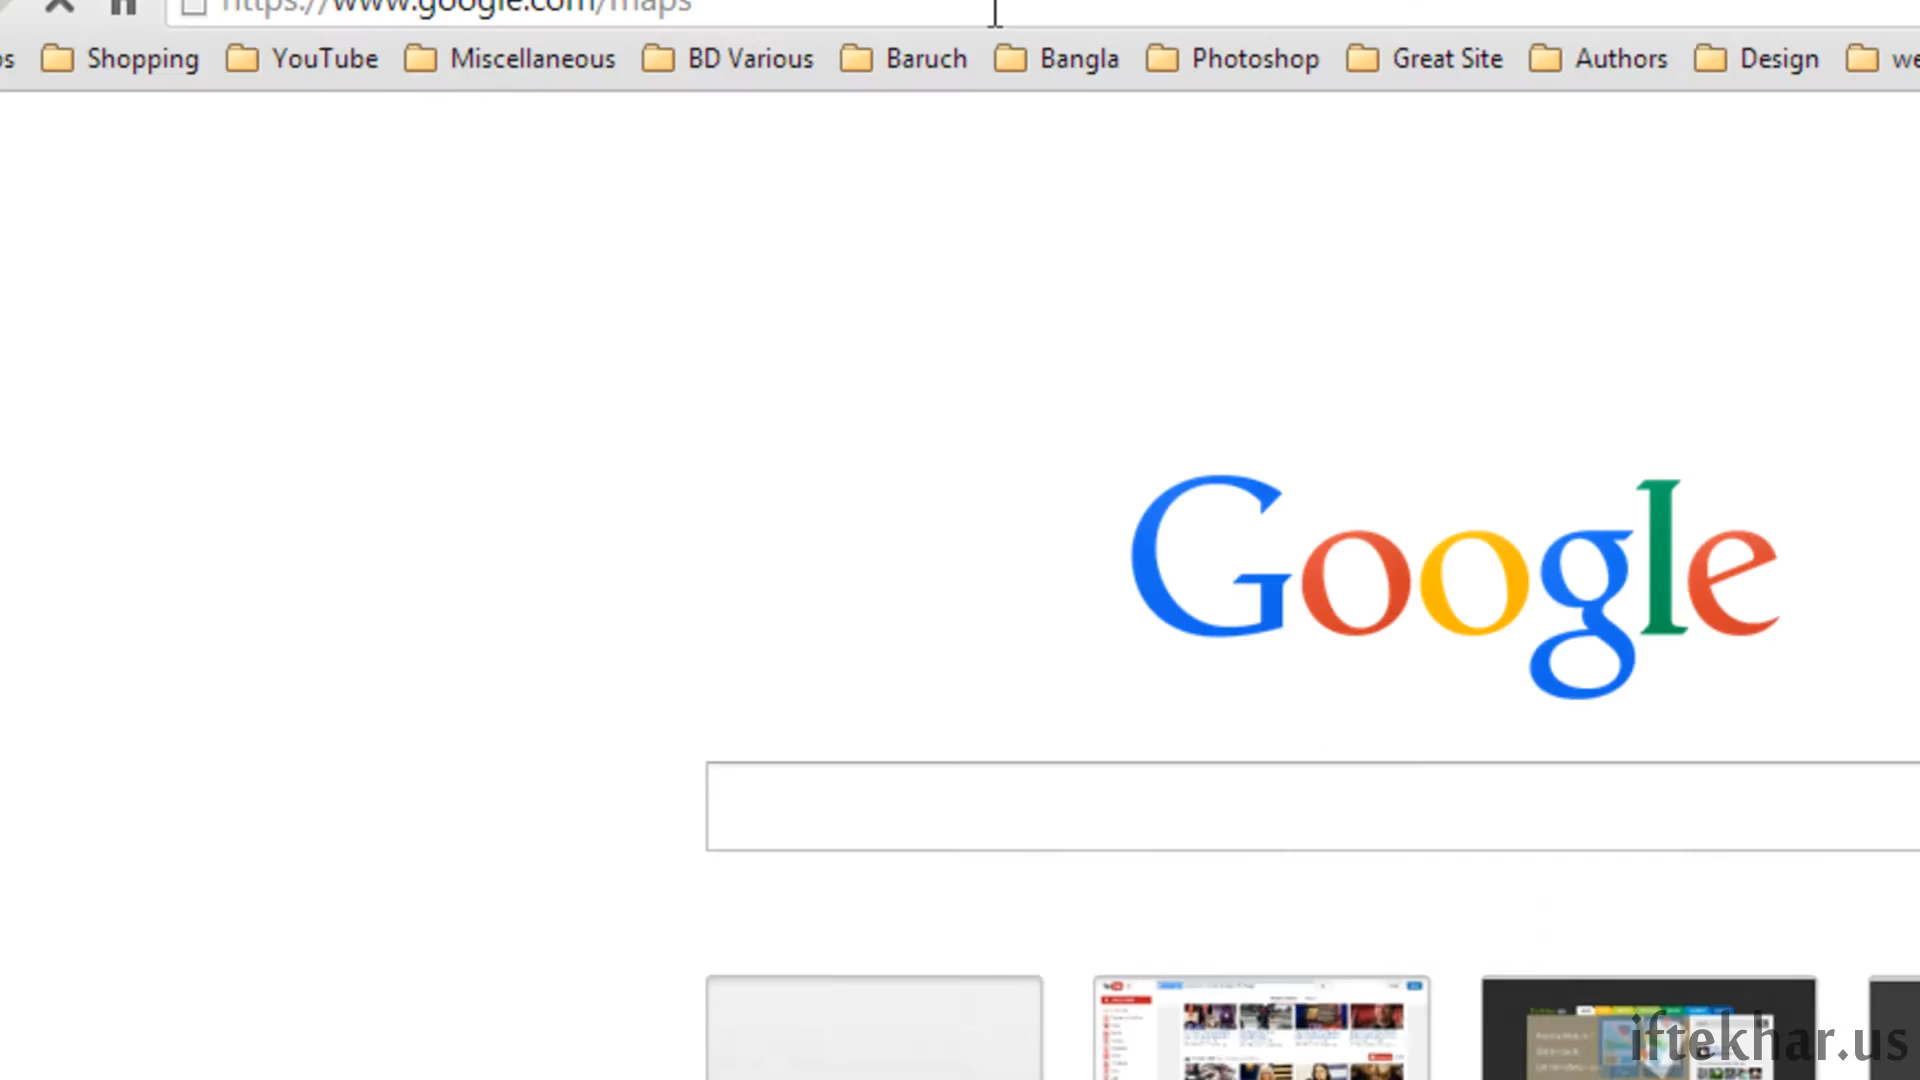 https://www.google.com/maps
Shopping YouTube Miscellaneous BD Various Baruch Bangla Photoshop Great Site Authors Design
Google
iftekhar.us